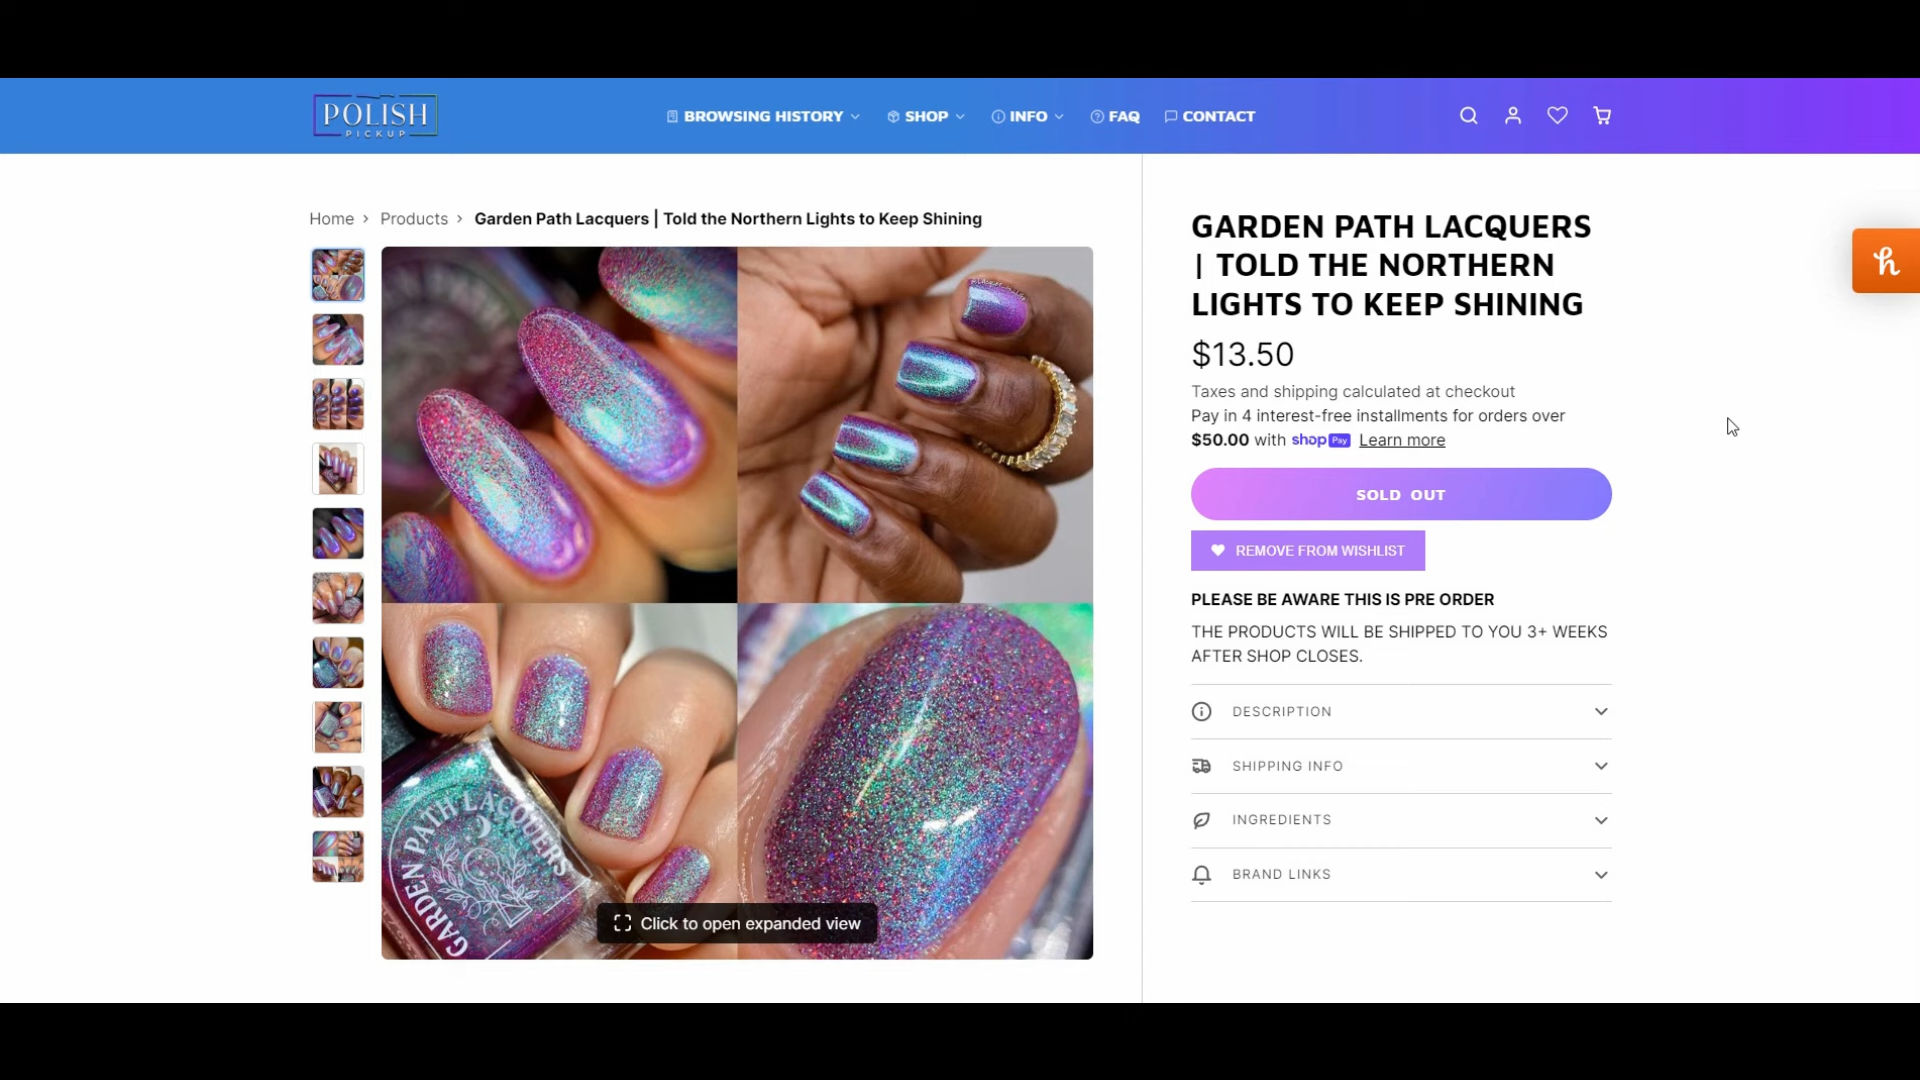 POLISH
PICKUP
BROWSING HISTORY
SHOP
INFO
FAQ
CONTACT
Home > Products > Garden Path Lacquers | Told the Northern Lights to Keep Shining
GARDEN PATH LACQUERS
Click to open expanded view
GARDEN PATH LACQUERS
| TOLD THE NORTHERN
LIGHTS TO KEEP SHINING
$13.50
Taxes and shipping calculated at checkout
Pay in 4 interest-free installments for orders over
$50.00 with shop Pay Learn more
SOLD OUT
REMOVE FROM WISHLIST
PLEASE BE AWARE THIS IS PRE ORDER
THE PRODUCTS WILL BE SHIPPED TO YOU 3+ WEEKS
AFTER SHOP CLOSES.
DESCRIPTION
SHIPPING INFO
INGREDIENTS
BRAND LINKS
h